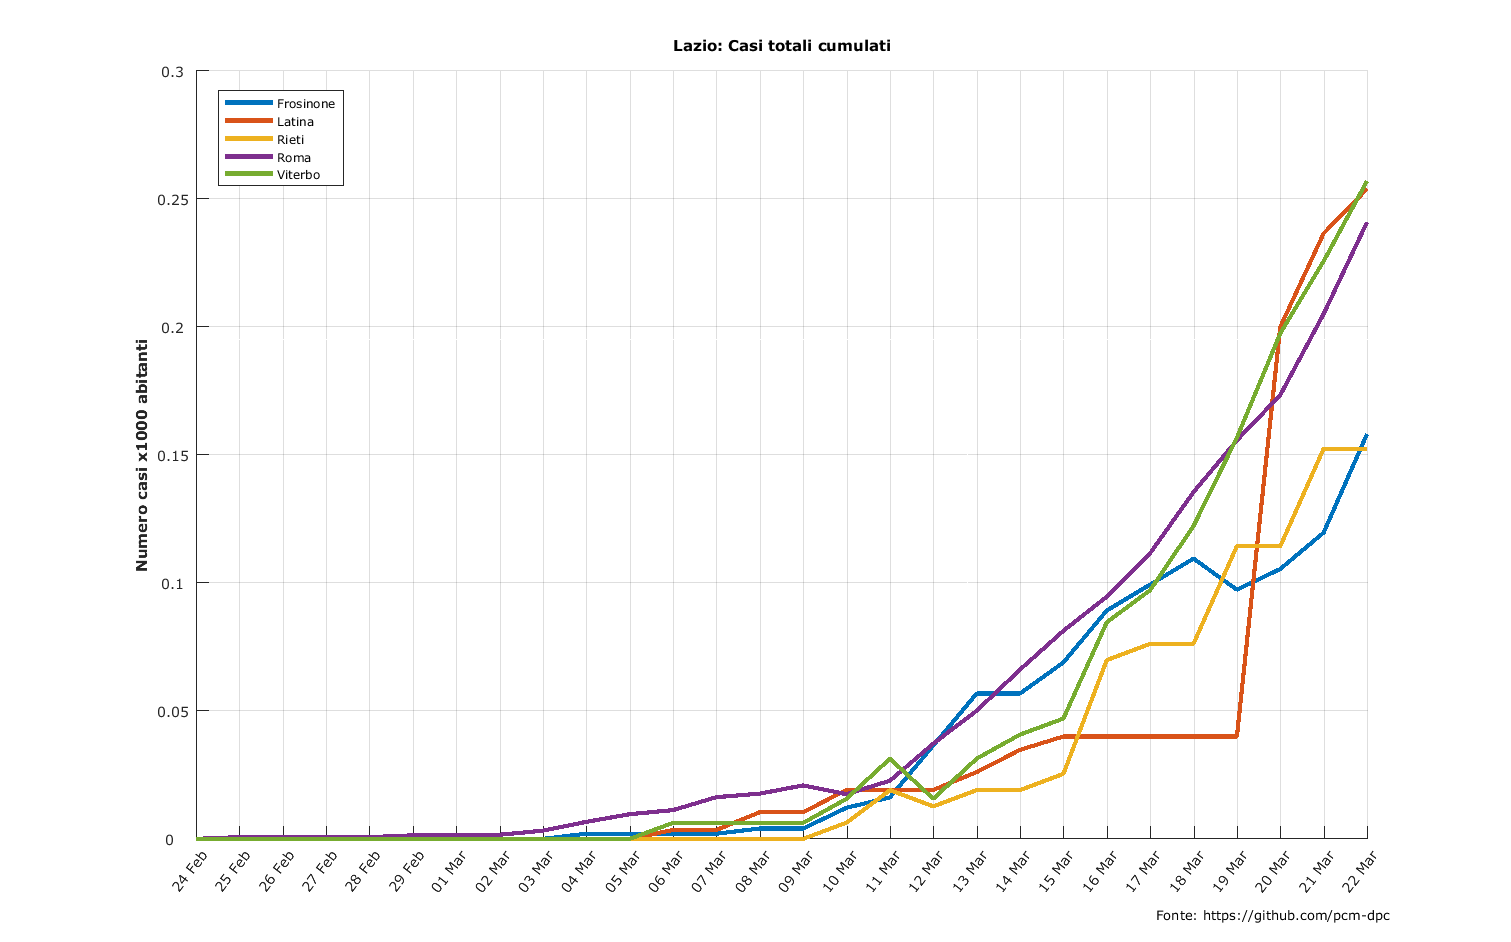 Lazio: Casi totali cumulati
Numero casi x1000 abitanti
0.3
0.25
0.2
0.15
0.1
0.05
0
Frosinone
Latina
Rieti
Roma
Viterbo
24 Feb
25 Feb
26 Feb
27 Feb
28 Feb
29 Feb
01 Mar
02 Mar
03 Mar
04 Mar
05 Mar
06 Mar
07 Mar
08 Mar
09 Mar
10 Mar
11 Mar
12 Mar
13 Mar
14 Mar
15 Mar
16 Mar
17 Mar
18 Mar
19 Mar
20 Mar
21 Mar
22 Mar
Fonte: https://github.com/pcm-dpc